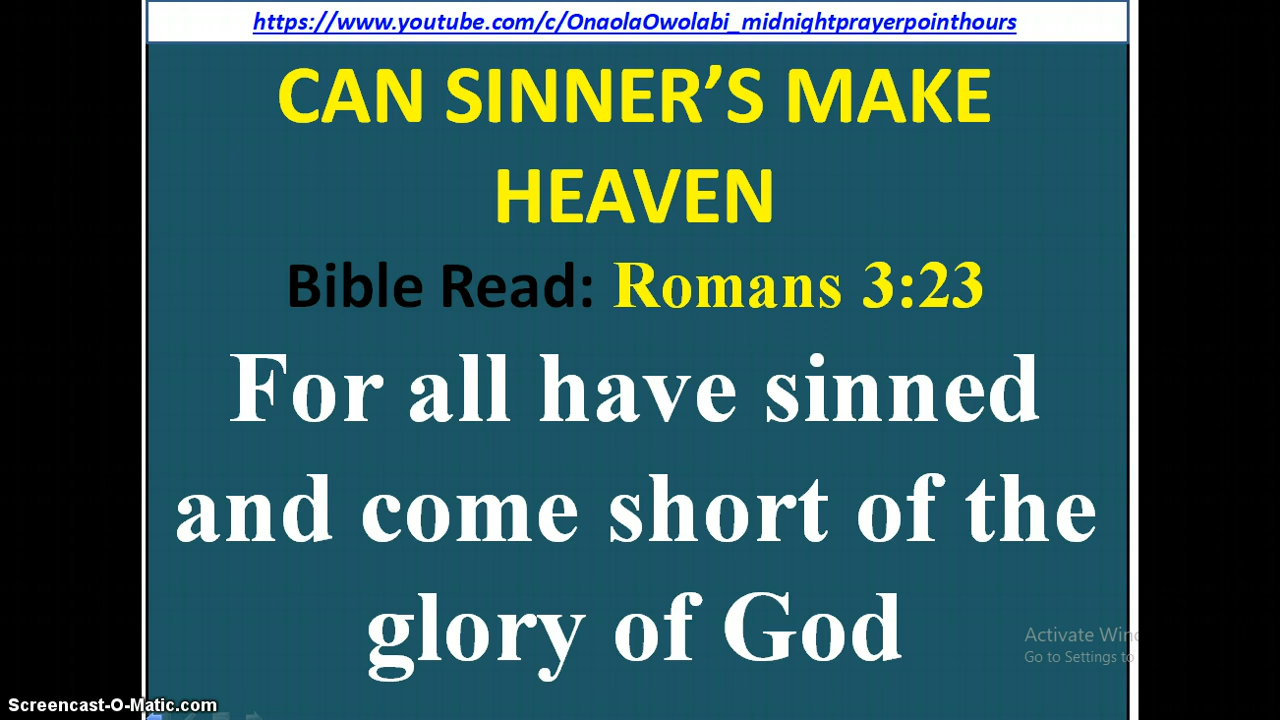 https://www.youtube.com/c/OnaolaOwolabi_midnightprayerpointhours
CAN SINNER’S MAKE
HEAVEN
Bible Read: Romans 3:23
For all have sinned
and come short of the
glory of God
Activate Win
Go to Settings to
Screencast-O-Matic.com